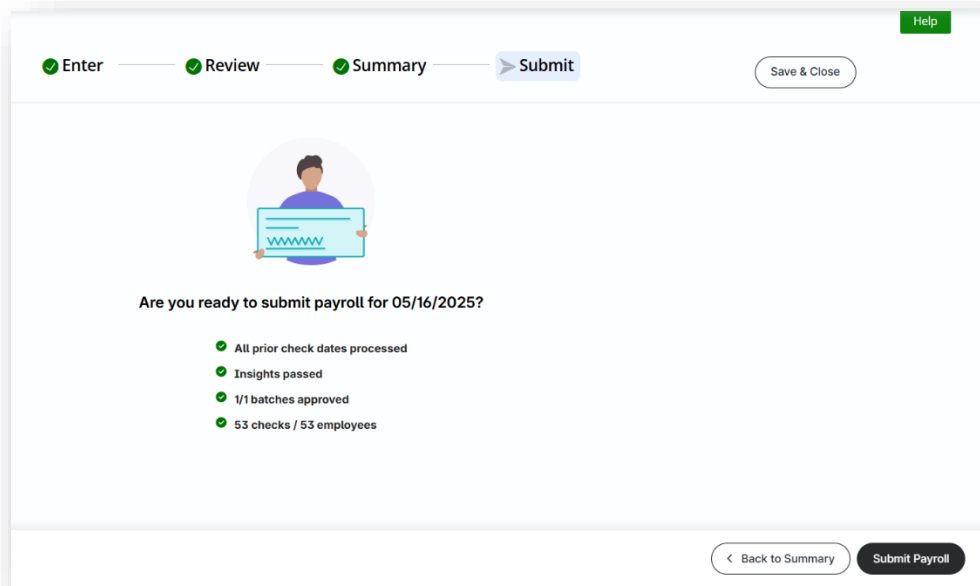 Help
Enter Review Summary Submit
Save & Close
Are you ready to submit payroll for 05/16/2025?
All prior check dates processed
Insights passed
1/1 batches approved
53 checks / 53 employees
Back to Summary
Submit Payroll